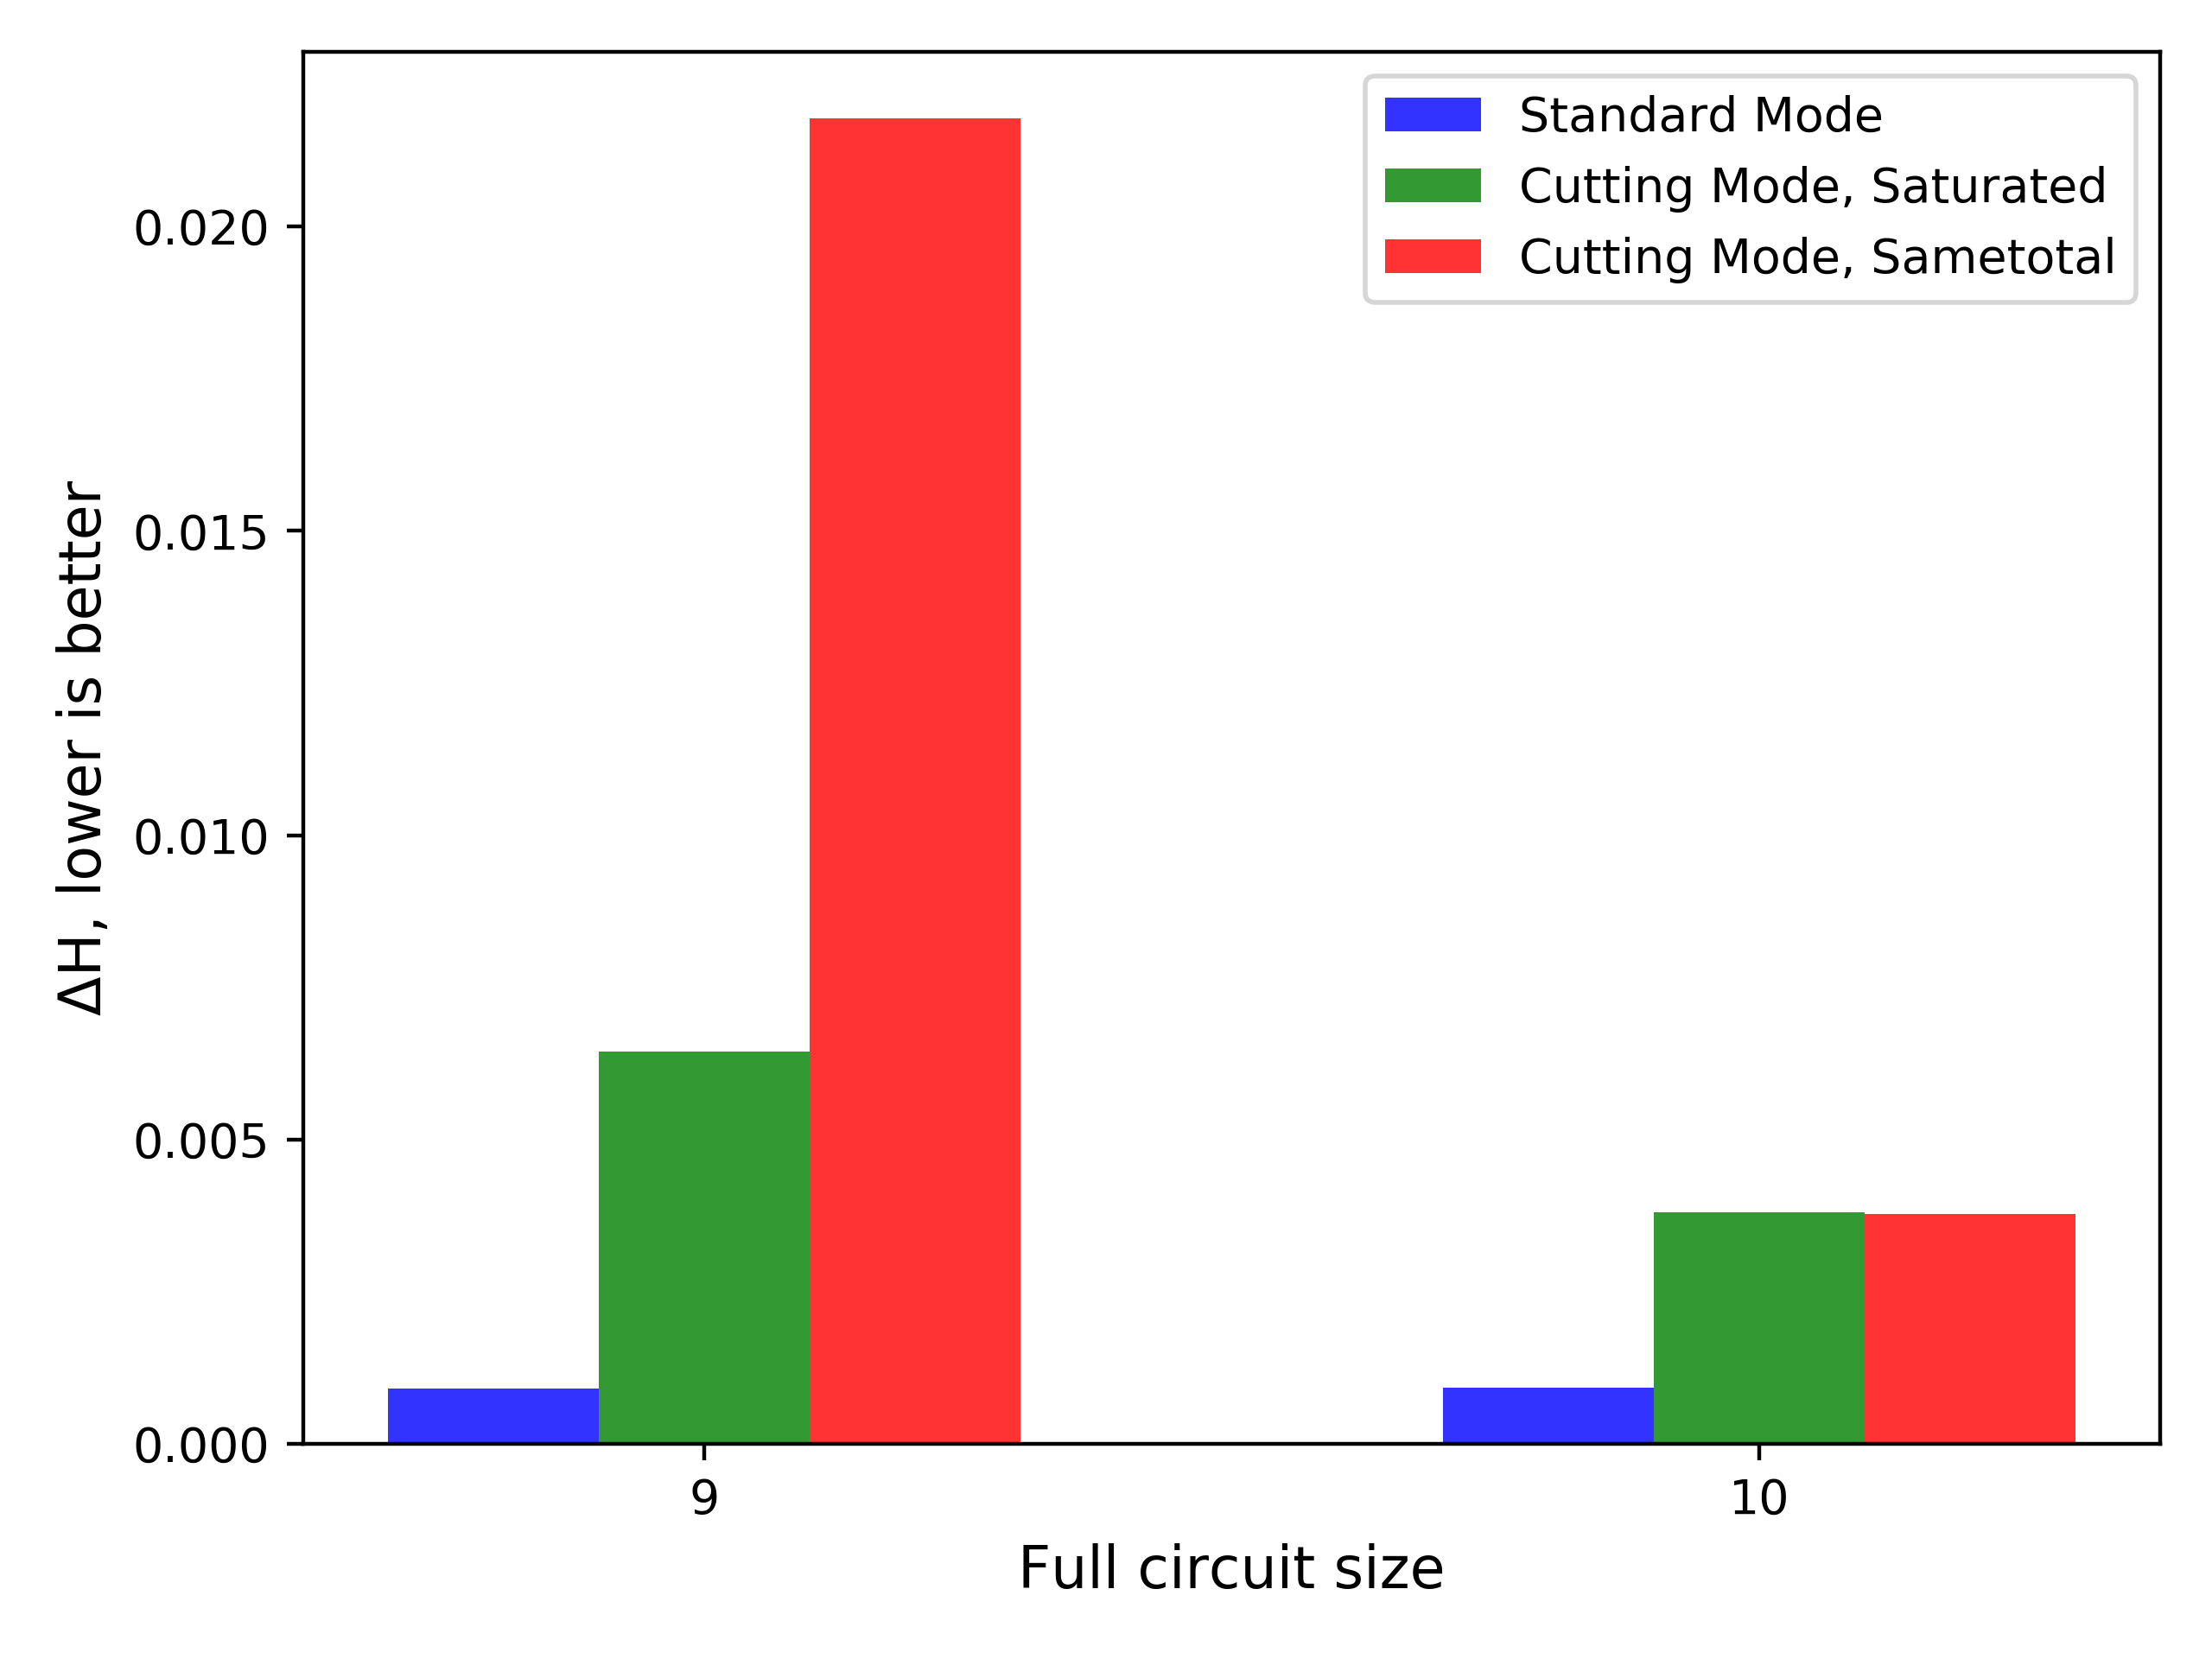 Standard Mode
Cutting Mode, Saturated
Cutting Mode, Sametotal
ΔH, lower is better
0.020
0.015
0.010
0.005
0.000
9
10
Full circuit size